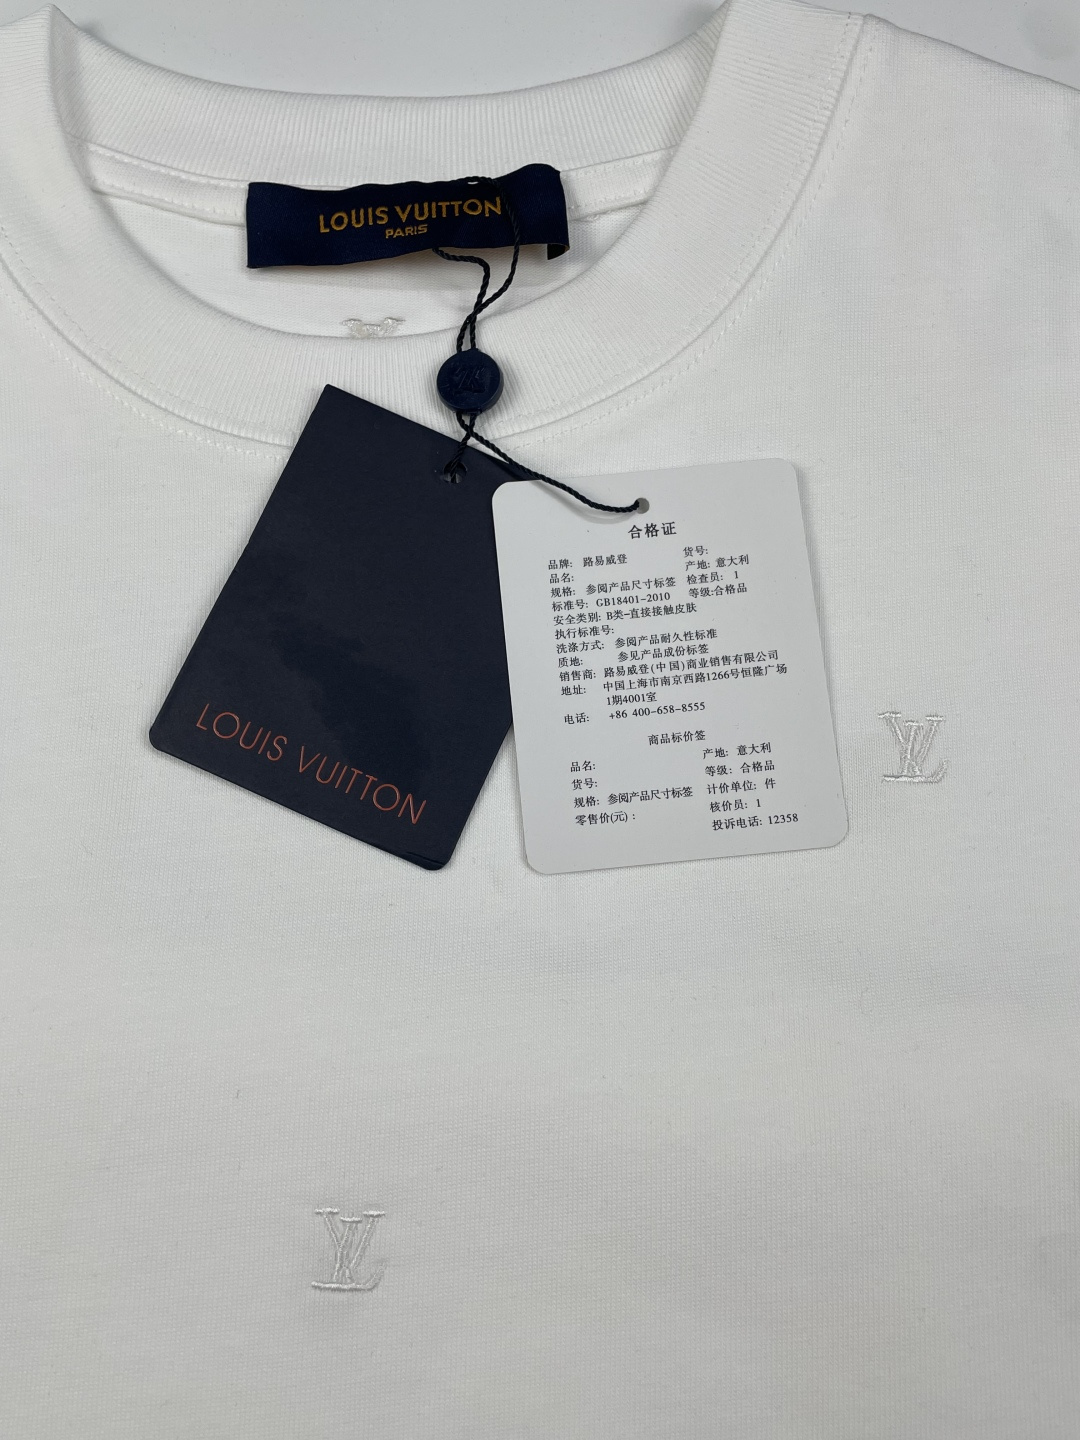 LOUIS VUITTON
PARIS
LOUIS VUITTON
合格证
品牌: 路易威登 货号:
品名: 产地: 意大利
规格: 参阅产品尺寸标签 检查员: 1
标准号: GB18401-2010 等级:合格品
安全类别: B类-直接接触皮肤
执行标准号:
洗涤方式: 参阅产品耐久性标准
质地: 参见产品成份标签
销售商: 路易威登(中国)商业销售有限公司
地址: 中国上海市南京西路1266号恒隆广场
1期4001室
电话: +86 400-658-8555
商品标价签
品名: 产地: 意大利
货号: 等级: 合格品
规格: 参阅产品尺寸标签 计价单位: 件
零售价(元) : 核价员: 1
投诉电话: 12358
LV
LV